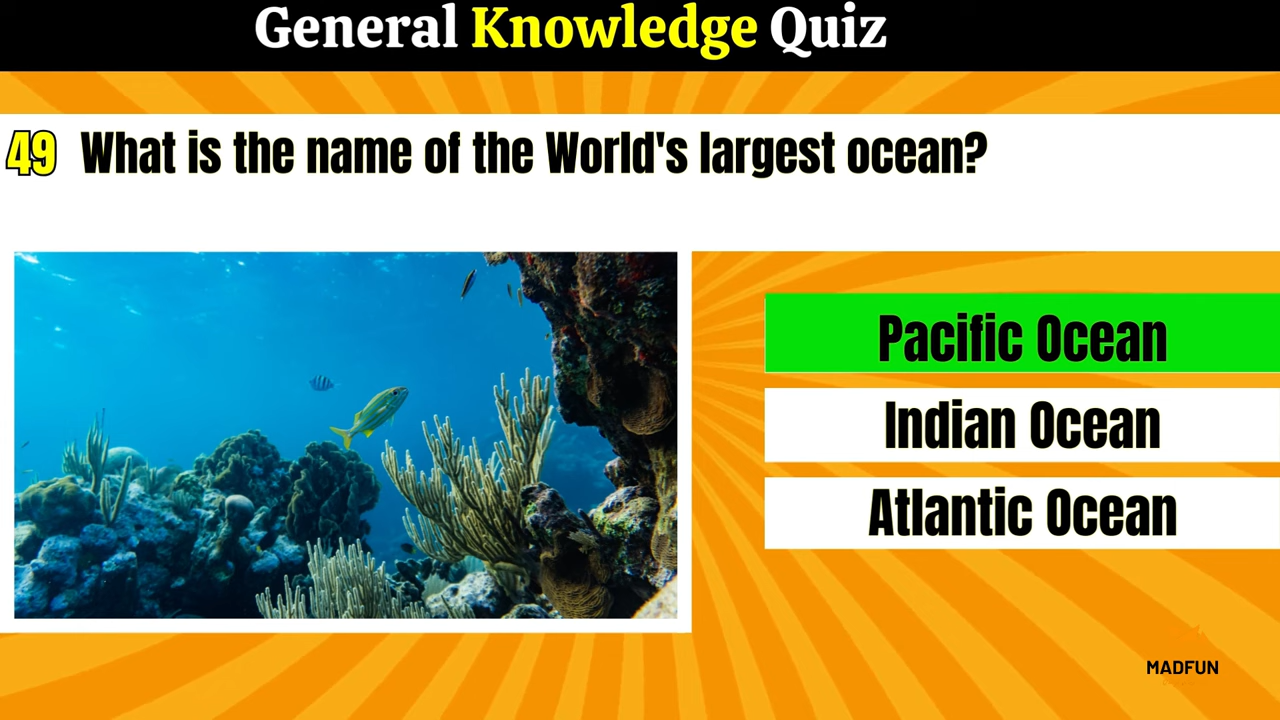 General Knowledge Quiz
49 What is the name of the World's largest ocean?
Pacific Ocean
Indian Ocean
Atlantic Ocean
MADFUN